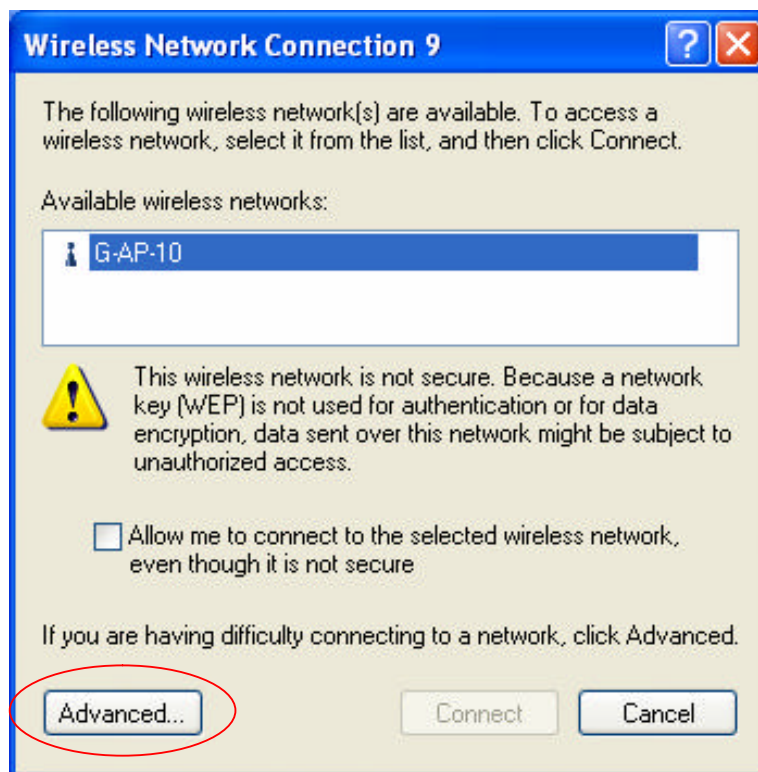 Wireless Network Connection 9
The following wireless network(s) are available. To access a
wireless network, select it from the list, and then click Connect.
Available wireless networks:
G-AP-10
This wireless network is not secure. Because a network
key (WEP) is not used for authentication or for data
encryption, data sent over this network might be subject to
unauthorized access.
Allow me to connect to the selected wireless network,
even though it is not secure
If you are having difficulty connecting to a network, click Advanced.
Advanced... Connect Cancel